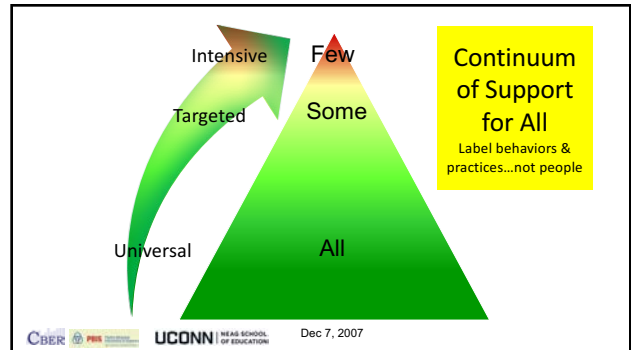 Intensive
Few
Targeted
Some
Universal
All
Continuum
of Support
for All
Label behaviors &
practices...not people
CBER
PBIS
UCONN
NEAG SCHOOL
OF EDUCATION
Dec 7, 2007